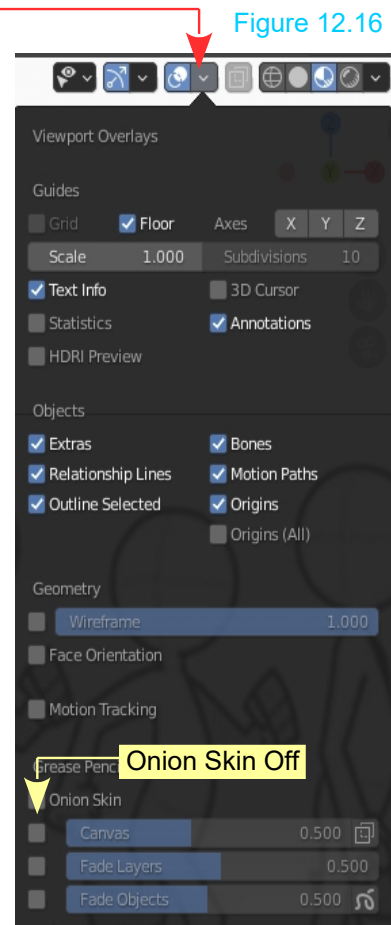 Figure 12.16
Viewport Overlays
Guides
Grid Floor Axes X Y Z
Scale 1.000 Subdivisions 10
Text Info 3D Cursor
Statistics Annotations
HDRI Preview
Objects
Extras Bones
Relationship Lines Motion Paths
Outline Selected Origins
Origins (All)
Geometry
Wireframe 1.000
Face Orientation
Motion Tracking
Grease Penc Onion Skin Off
Onion Skin
Canvas 0.500
Fade Layers 0.500
Fade Objects 0.500